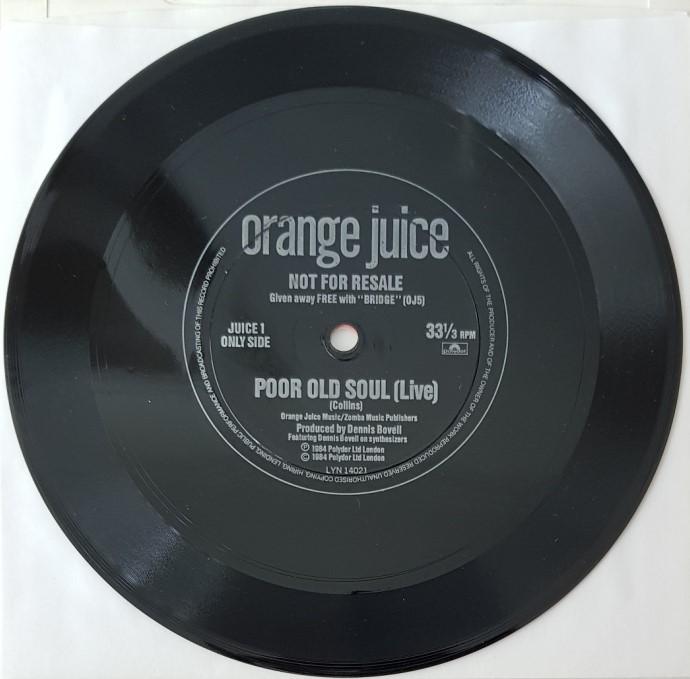 orange juice
NOT FOR RESALE
Given away FREE with "BRIDGE" (OJ5)
JUICE 1
ONLY SIDE
33⅓ RPM
polydor
POOR OLD SOUL (Live)
(Collins)
Orange Juice Music/Zomba Music Publishers
Produced by Dennis Bovell
Featuring Dennis Bovell on synthesizers
℗ 1984 Polydor Ltd London
© 1984 Polydor Ltd London
LYN 14021
ALL RIGHTS OF THE PRODUCER AND OF THE OWNER OF THE WORK REPRODUCED RESERVED. UNAUTHORISED COPYING, HIRING, LENDING, PUBLIC PERFORMANCE AND BROADCASTING OF THIS RECORD PROHIBITED